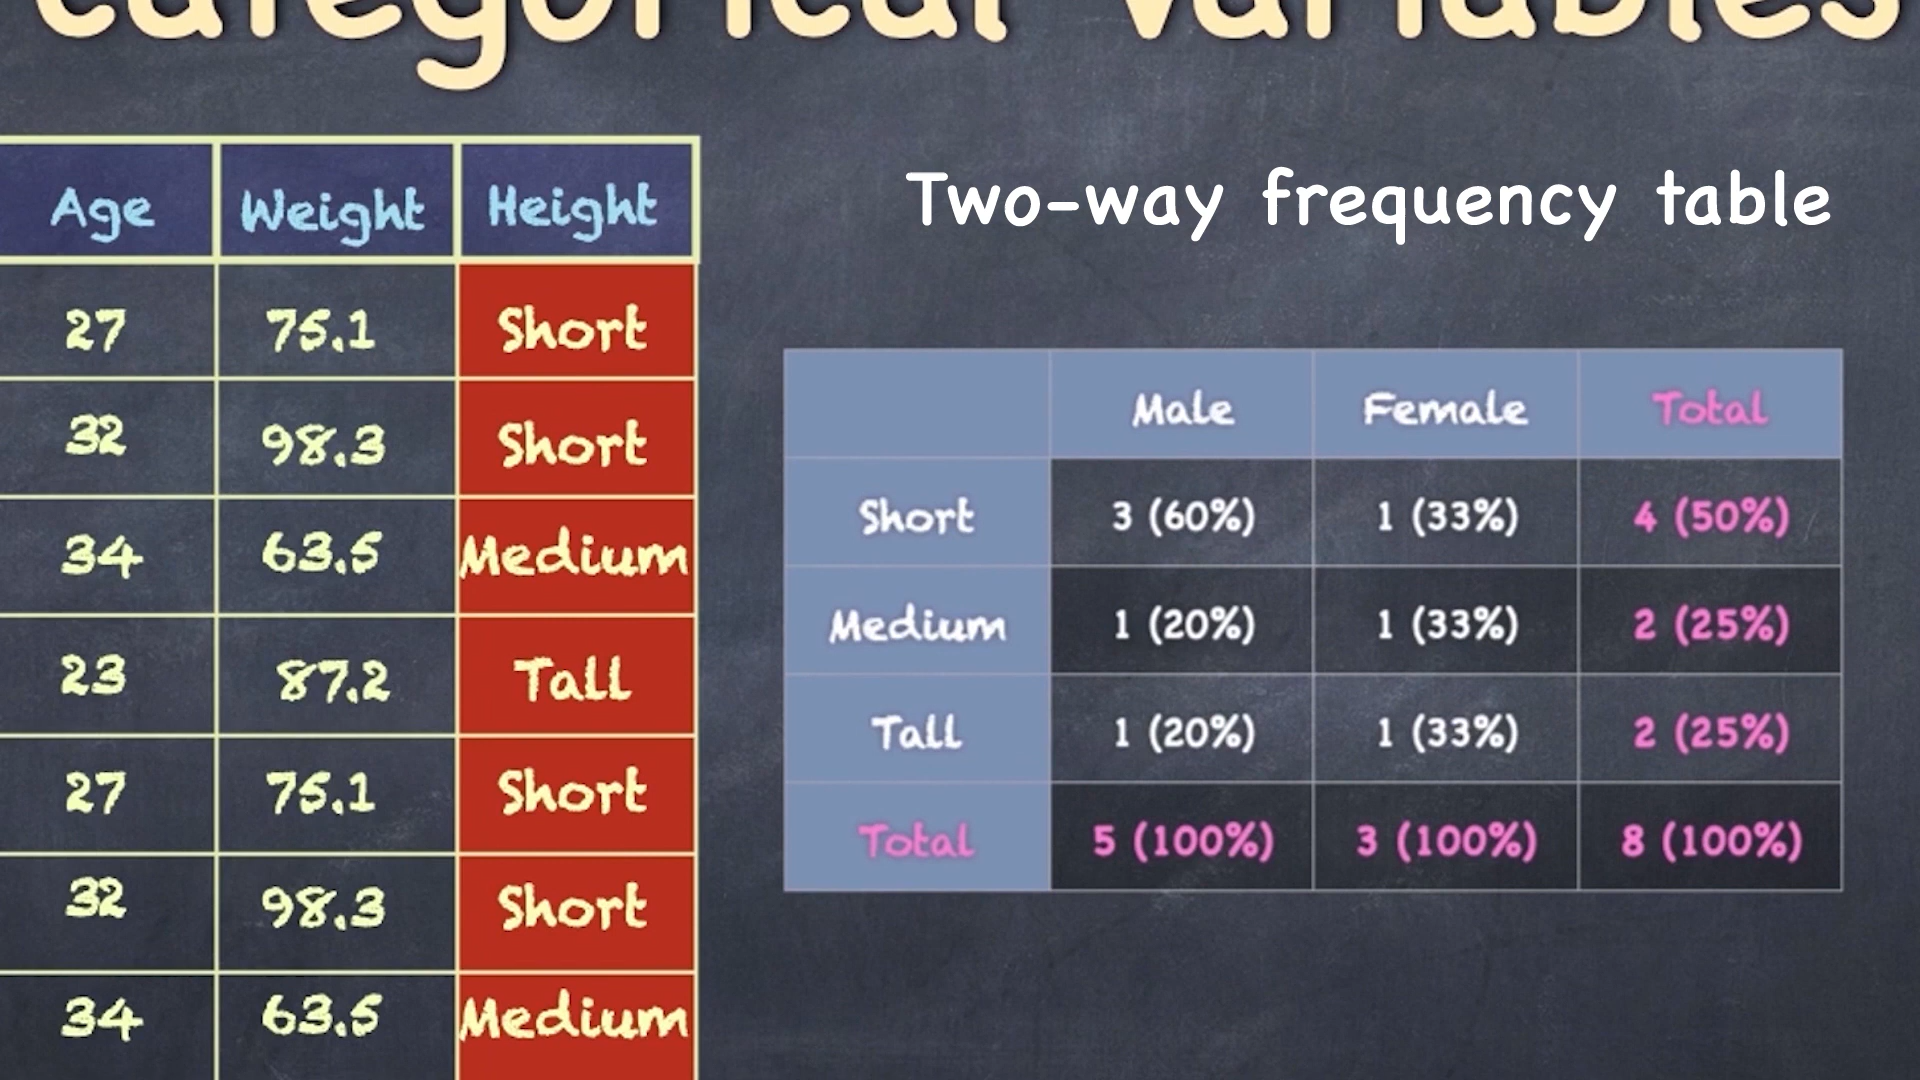 categorical variables
Age Weight Height
27 75.1 Short
32 98.3 Short
34 63.5 Medium
23 87.2 Tall
27 75.1 Short
32 98.3 Short
34 63.5 Medium
Two-way frequency table
Male Female Total
Short 3 (60%) 1 (33%) 4 (50%)
Medium 1 (20%) 1 (33%) 2 (25%)
Tall 1 (20%) 1 (33%) 2 (25%)
Total 5 (100%) 3 (100%) 8 (100%)